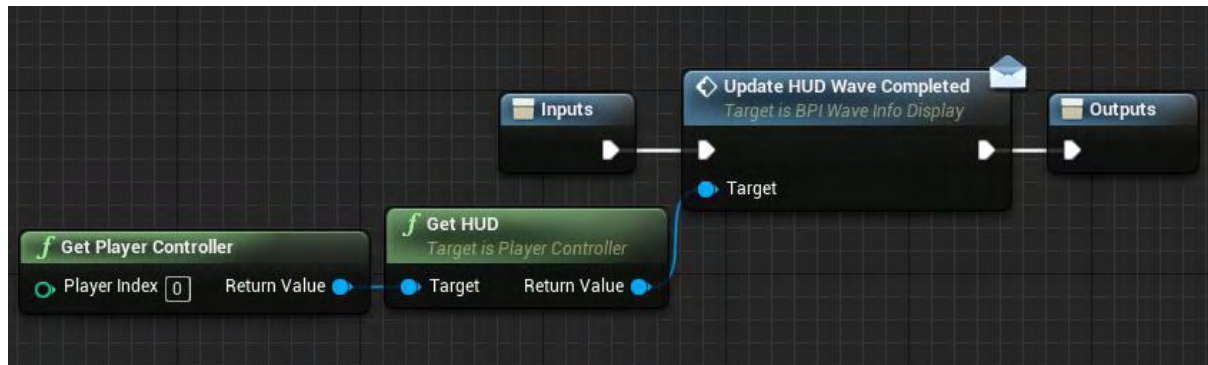 Update HUD Wave Completed
Target is BPI Wave Info Display
Inputs
Outputs
Target
f Get HUD
Target is Player Controller
f Get Player Controller
Player Index 0 Return Value
Target Return Value